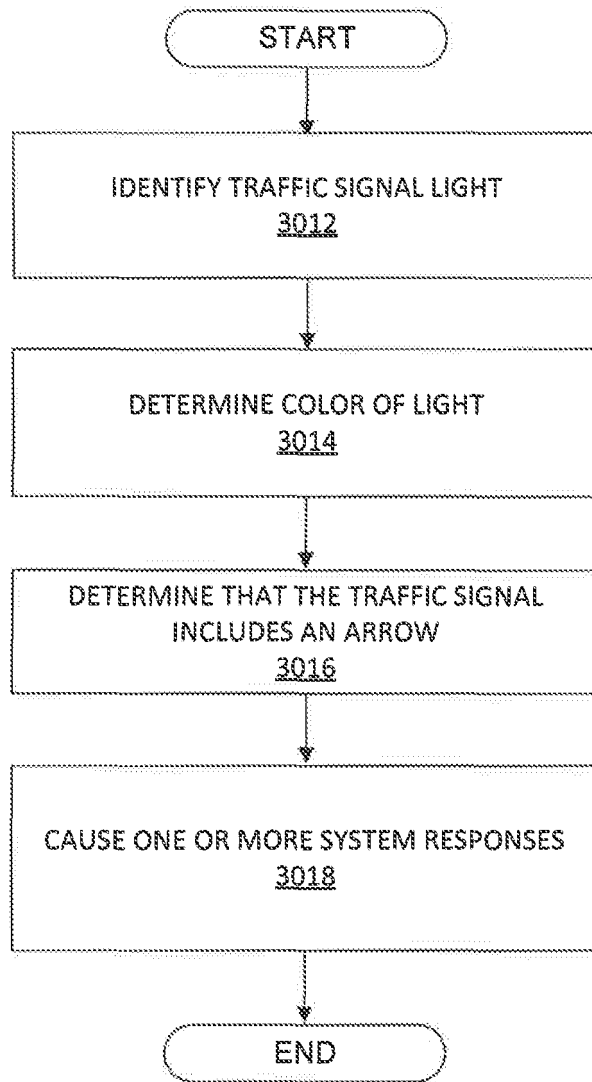 START
IDENTIFY TRAFFIC SIGNAL LIGHT
3012
DETERMINE COLOR OF LIGHT
3014
DETERMINE THAT THE TRAFFIC SIGNAL
INCLUDES AN ARROW
3016
CAUSE ONE OR MORE SYSTEM RESPONSES
3018
END